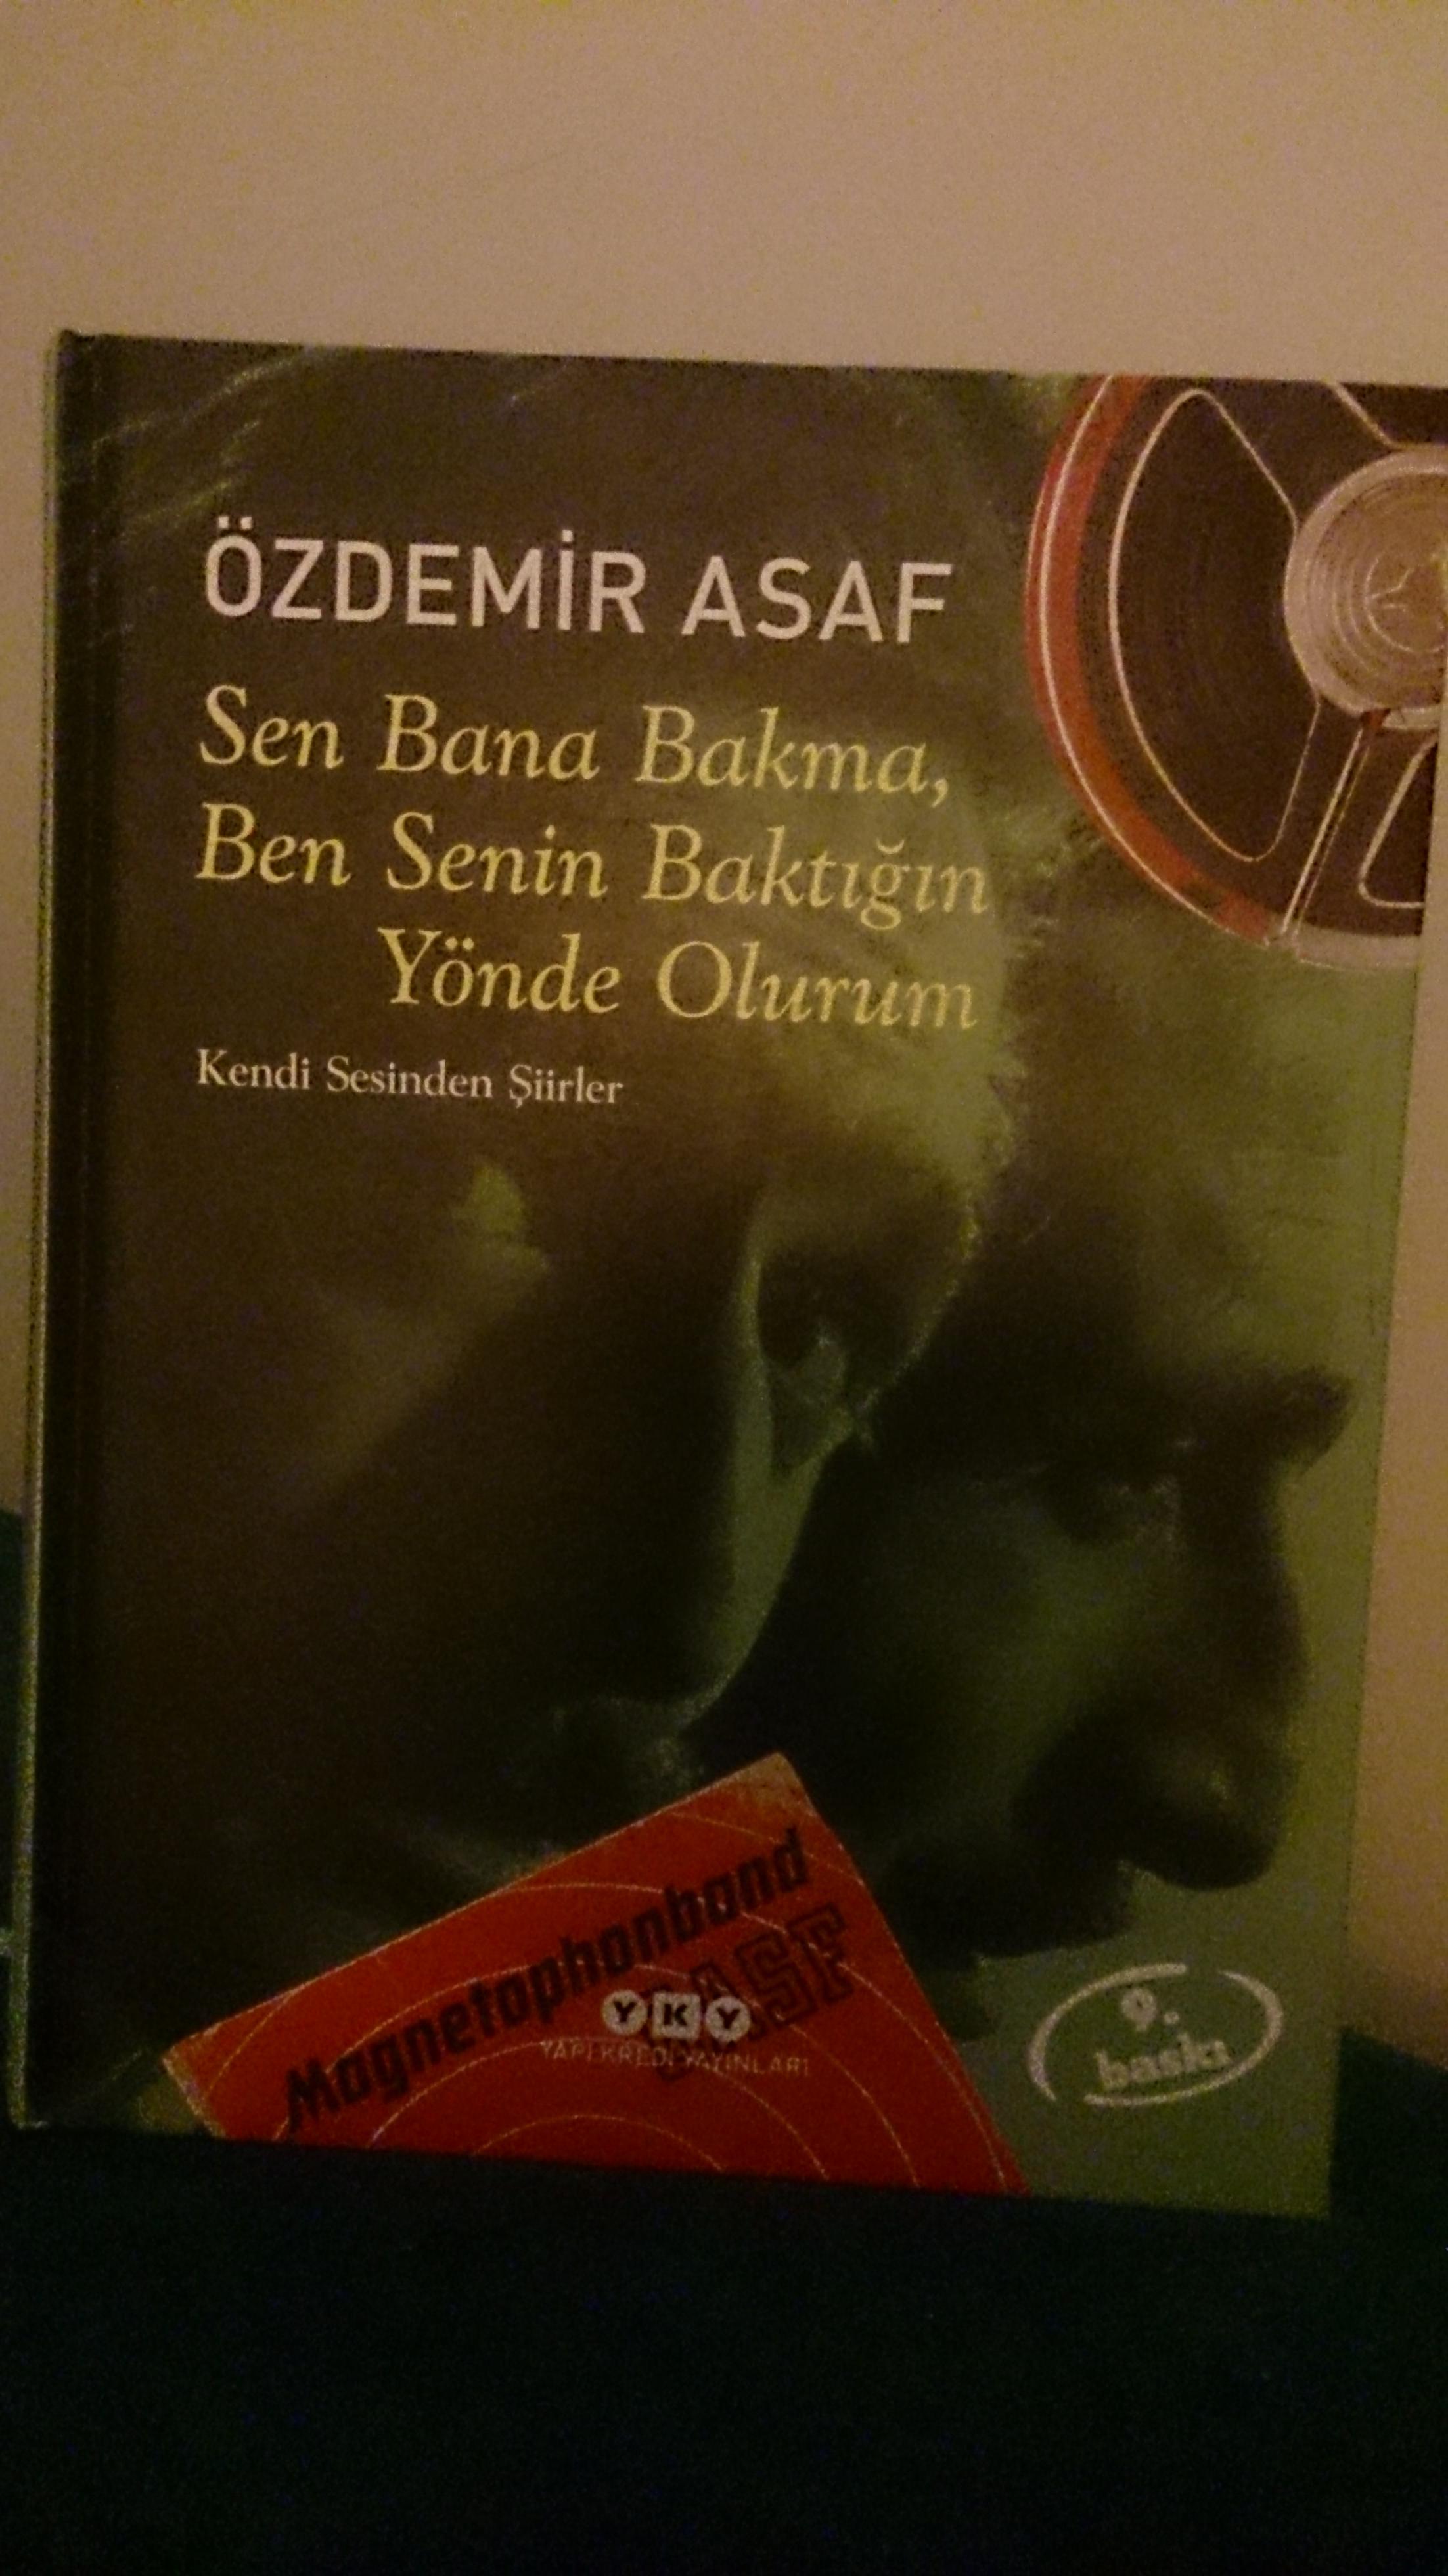 ÖZDEMİR ASAF
Sen Bana Bakma,
Ben Senin Baktığın
Yönde Olurum
Kendi Sesinden Şiirler
Magnetophonband
BASF
YKY
YAPI KREDİ YAYINLARI
9.
baskı